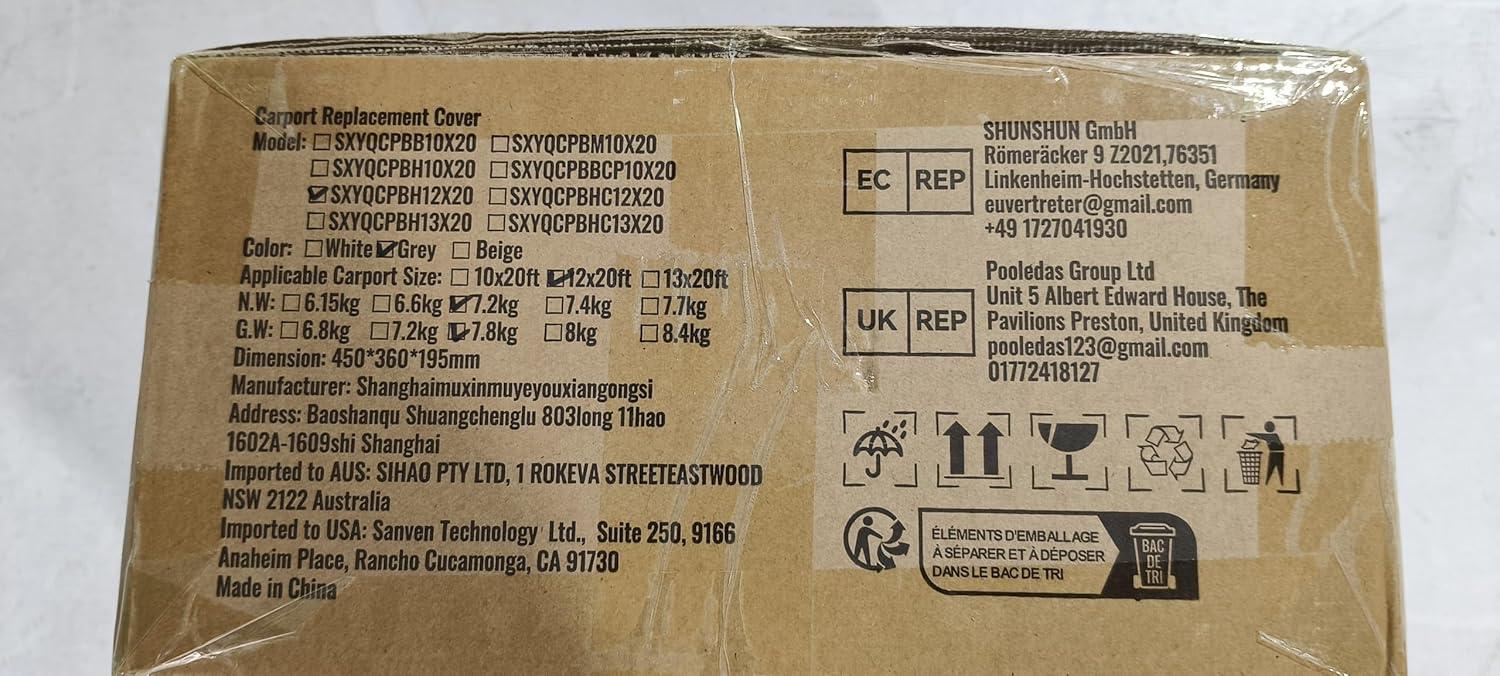 Carport Replacement Cover
Model: ☐SXYQCPBB10X20 ☐SXYQCPBM10X20
☐SXYQCPBH10X20 ☐SXYQCPBBCP10X20
☑SXYQCPBH12X20 ☐SXYQCPBHC12X20
☐SXYQCPBH13X20 ☐SXYQCPBHC13X20
Color: ☐White ☑Grey ☐ Beige
Applicable Carport Size: ☐ 10x20ft ☑12x20ft ☐13x20ft
N.W: ☐6.15kg ☐6.6kg ☑7.2kg ☐7.4kg ☐7.7kg
G.W: ☐6.8kg ☐7.2kg ☑7.8kg ☐8kg ☐8.4kg
Dimension: 450*360*195mm
Manufacturer: Shanghaimuxinmuyeyouxiangongsi
Address: Baoshanqu Shuangchenglu 803long 11hao
1602A-1609shi Shanghai
Imported to AUS: SIHAO PTY LTD, 1 ROKEVA STREETEASTWOOD
NSW 2122 Australia
Imported to USA: Sanven Technology Ltd., Suite 250, 9166
Anaheim Place, Rancho Cucamonga, CA 91730
Made in China
EC REP
SHUNSHUN GmbH
Römeräcker 9 Z2021,76351
Linkenheim-Hochstetten, Germany
euvertreter@gmail.com
+49 1727041930
UK REP
Pooledas Group Ltd
Unit 5 Albert Edward House, The
Pavilions Preston, United Kingdom
pooledas123@gmail.com
01772418127
ÉLÉMENTS D'EMBALLAGE
À SÉPARER ET À DÉPOSER
DANS LE BAC DE TRI
BAC
DE
TRI